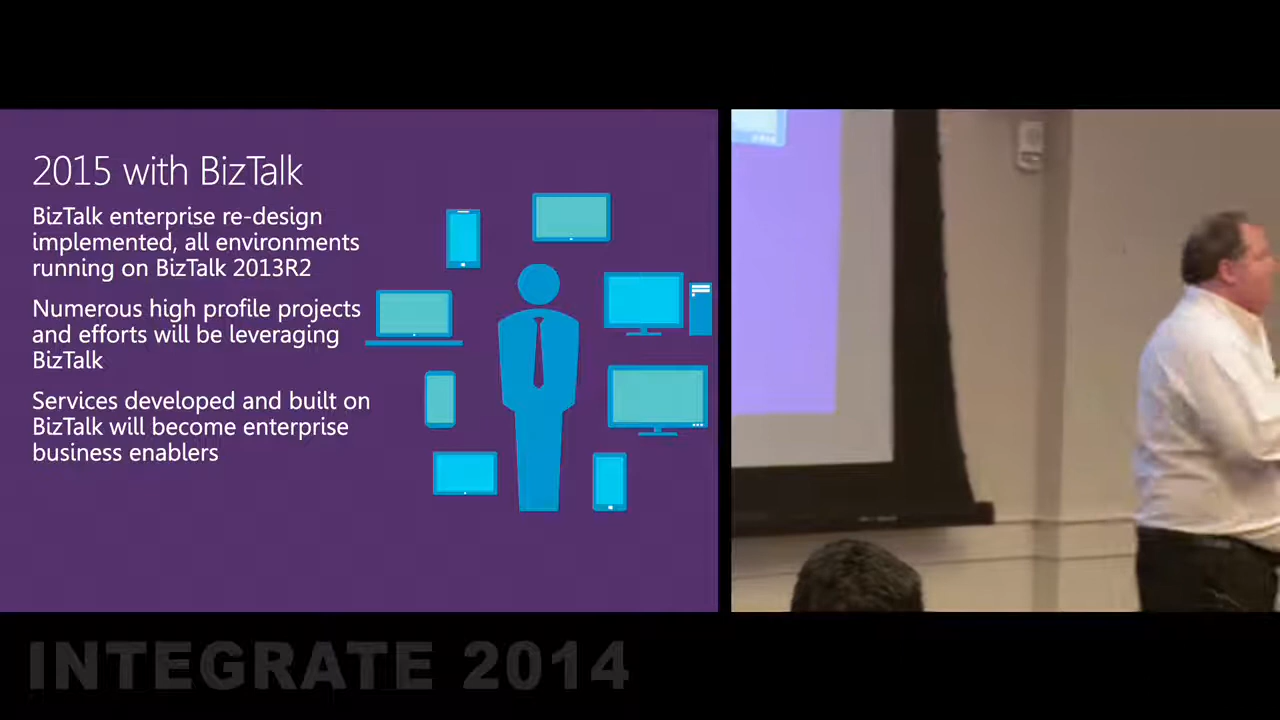 2015 with BizTalk
BizTalk enterprise re-design
implemented, all environments
running on BizTalk 2013R2
Numerous high profile projects
and efforts will be leveraging
BizTalk
Services developed and built on
BizTalk will become enterprise
business enablers
INTEGRATE 2014